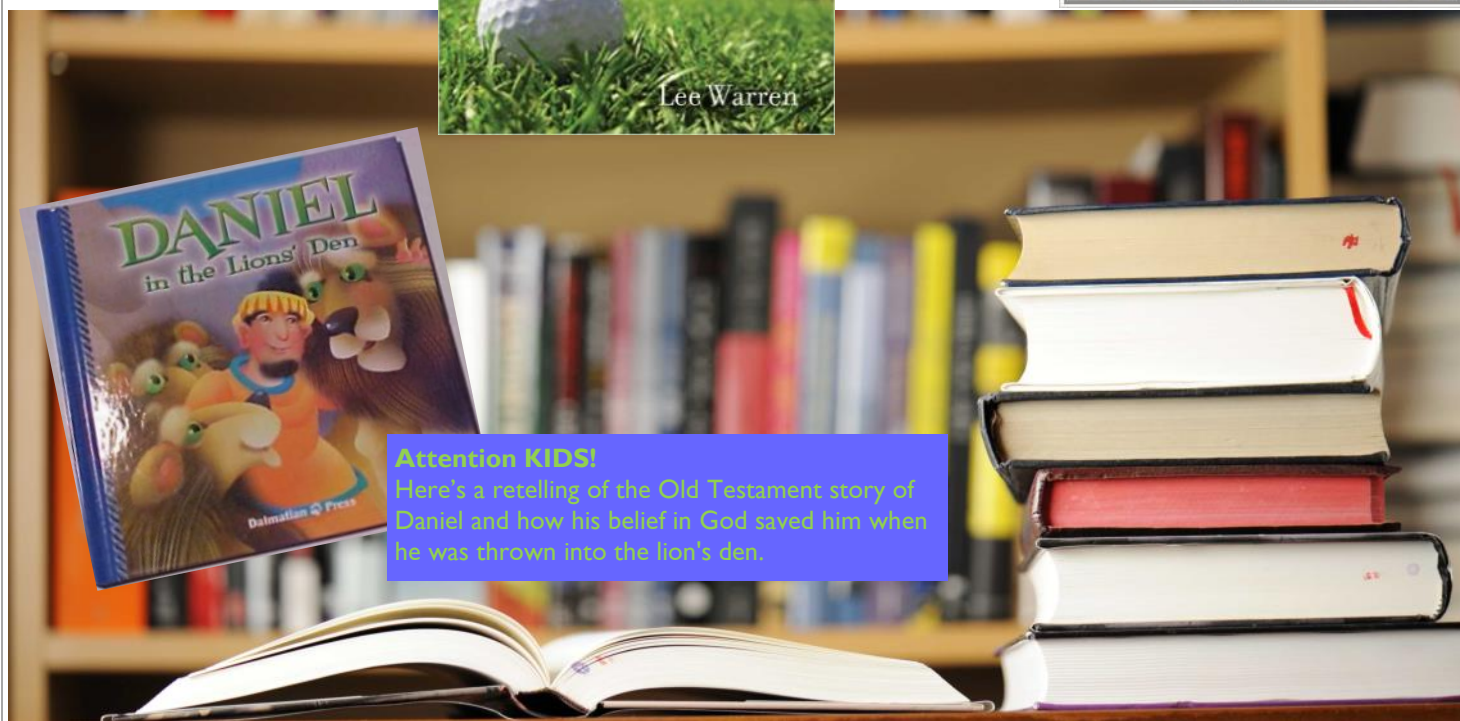 Lee Warren
DANIEL
in the Lions' Den
Dalmatian Press
Attention KIDS!
Here's a retelling of the Old Testament story of
Daniel and how his belief in God saved him when
he was thrown into the lion's den.